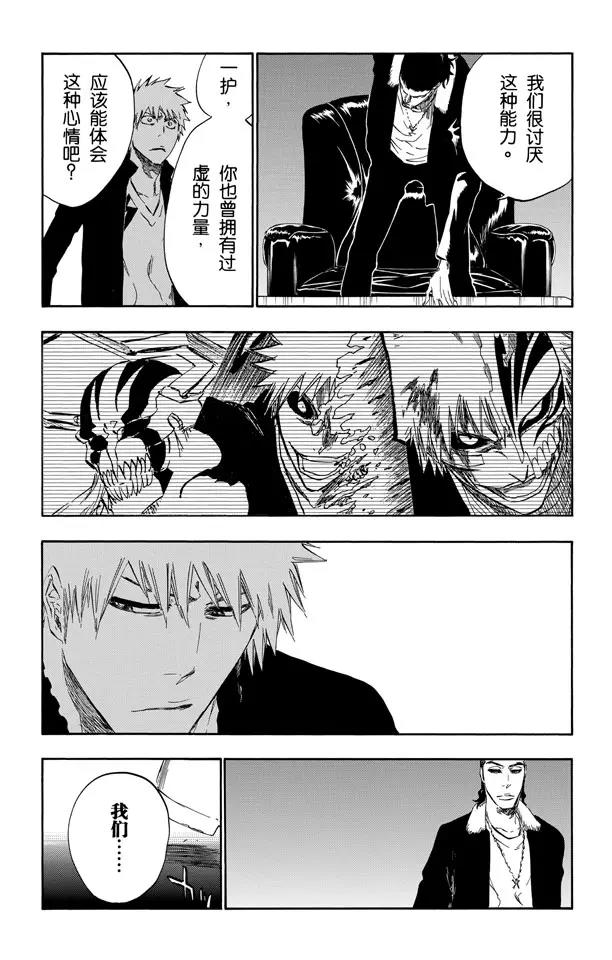 我们很讨厌
这种能力。
一护，
你也曾拥有过
虚的力量，
应该能体会
这种心情吧？
我们……